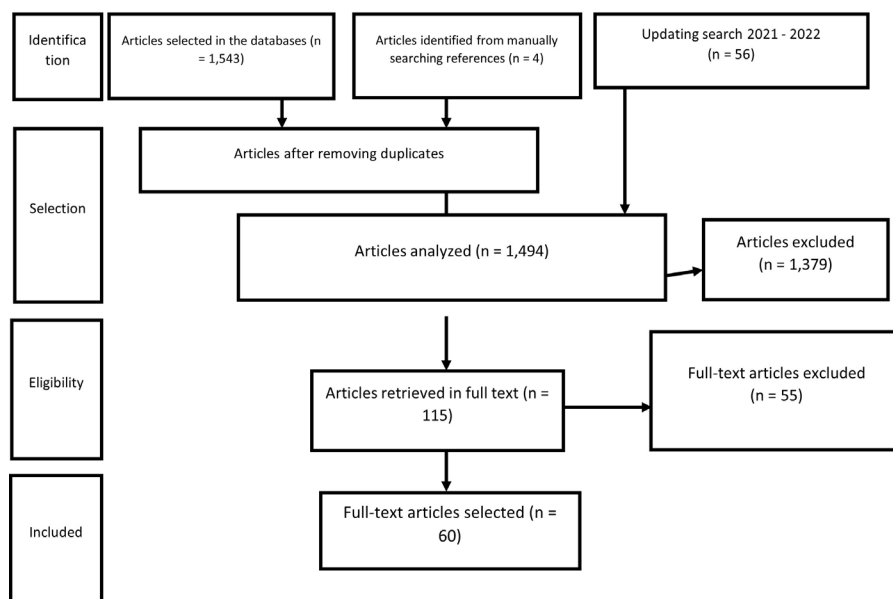 Identifica
tion
Articles selected in the databases (n
= 1,543)
Articles identified from manually
searching references (n = 4)
Updating search 2021 - 2022
(n = 56)
Articles after removing duplicates
Selection
Articles analyzed (n = 1,494)
Articles excluded
(n = 1,379)
Eligibility
Articles retrieved in full text (n =
115)
Full-text articles excluded
(n = 55)
Included
Full-text articles selected (n =
60)